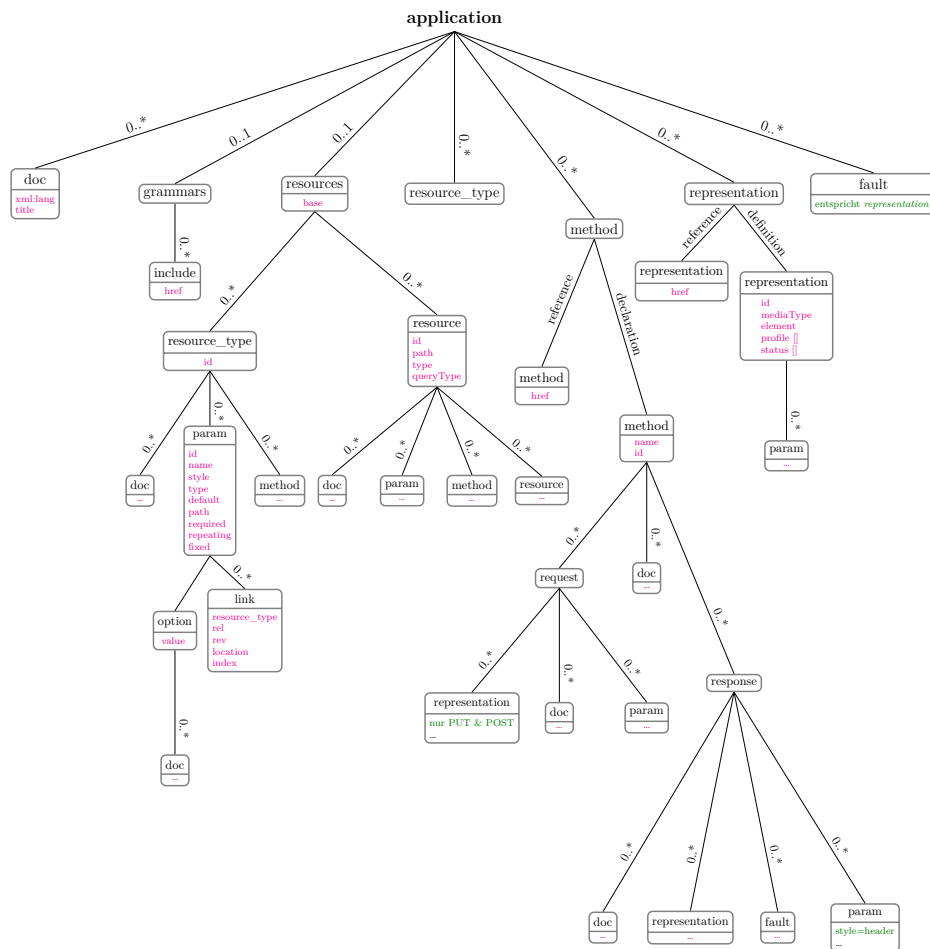 application
0..*
0..1
0..1
0..*
0..*
0..*
0..*
doc
xml:lang
title
grammars
resources
base
resource_type
method
representation
fault
entspricht representation
0..*
include
href
0..*
0..*
reference
declaration
reference
definition
representation
href
representation
id
mediaType
element
profile []
status []
resource_type
id
resource
id
path
type
queryType
method
href
method
name
id
0..*
param
...
0..*
0..*
0..*
doc
...
param
id
name
style
type
default
path
required
repeating
fixed
method
...
0..*
0..*
0..*
0..*
doc
...
param
...
method
...
resource
...
0..*
0..*
0..*
request
doc
...
response
0..*
option
value
link
resource_type
rel
rev
location
index
0..*
doc
...
0..*
0..*
0..*
representation
nur PUT & POST
...
doc
...
param
...
0..*
0..*
0..*
0..*
doc
...
representation
...
fault
...
param
style=header
...